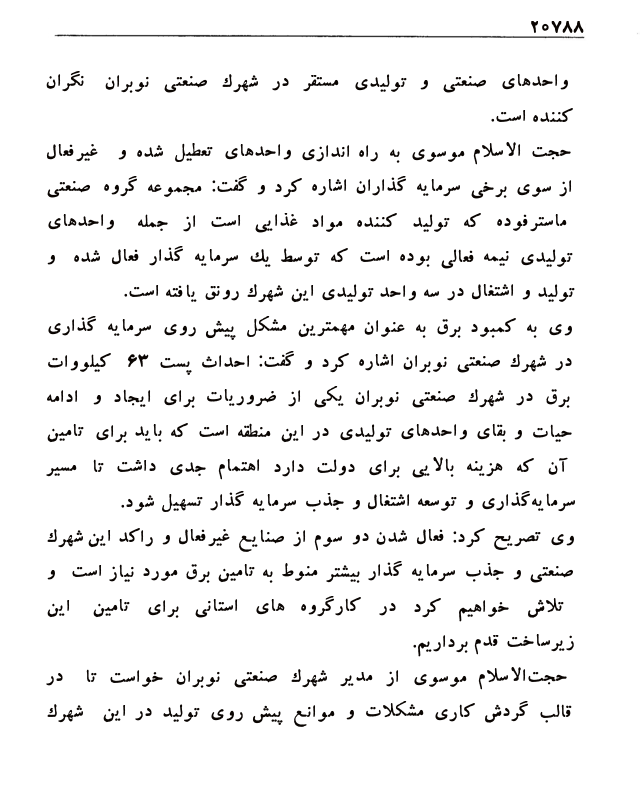 ۲۰۷۸۸
واحدهای صنعتی و تولیدی مستقر در شهرك صنعتی نوبران نگران
کننده است.
حجت الاسلام موسوی به راه اندازی واحدهای تعطیل شده و غیرفعال
از سوی برخی سرمایه گذاران اشاره کرد و گفت: مجموعه گروه صنعتی
ماسترفوده که تولید کننده مواد غذایی است از جمله واحدهای
تولیدی نیمه فعالی بوده است که توسط یك سرمایه گذار فعال شده و
تولید و اشتغال در سه واحد تولیدی این شهرك رونق یافته است.
وی به کمبود برق به عنوان مهمترین مشکل پیش روی سرمایه گذاری
در شهرك صنعتی نوبران اشاره کرد و گفت: احداث پست ۶۳ کیلووات
برق در شهرك صنعتی نوبران یکی از ضروریات برای ایجاد و ادامه
حیات و بقای واحدهای تولیدی در این منطقه است که باید برای تامین
آن که هزینه بالایی برای دولت دارد اهتمام جدی داشت تا مسیر
سرمایه‌گذاری و توسعه اشتغال و جذب سرمایه گذار تسهیل شود.
وی تصریح کرد: فعال شدن دو سوم از صنایع غیرفعال و راکد این شهرك
صنعتی و جذب سرمایه گذار بیشتر منوط به تامین برق مورد نیاز است و
تلاش خواهیم کرد در کارگروه های استانی برای تامین این
زیرساخت قدم برداریم.
حجت‌الاسلام موسوی از مدیر شهرك صنعتی نوبران خواست تا در
قالب گردش کاری مشکلات و موانع پیش روی تولید در این شهرك